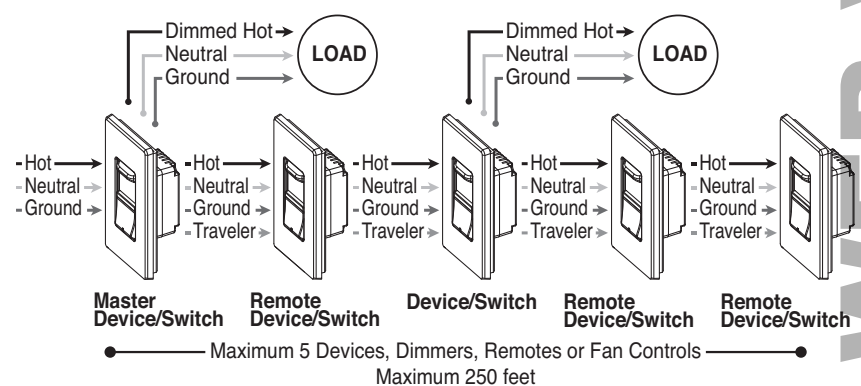 Dimmed Hot
Neutral
Ground
LOAD
Dimmed Hot
Neutral
Ground
LOAD
Hot
Neutral
Ground
Hot
Neutral
Ground
Traveler
Hot
Neutral
Ground
Traveler
Hot
Neutral
Ground
Traveler
Hot
Neutral
Ground
Traveler
Master
Device/Switch
Remote
Device/Switch
Device/Switch
Remote
Device/Switch
Remote
Device/Switch
Maximum 5 Devices, Dimmers, Remotes or Fan Controls
Maximum 250 feet